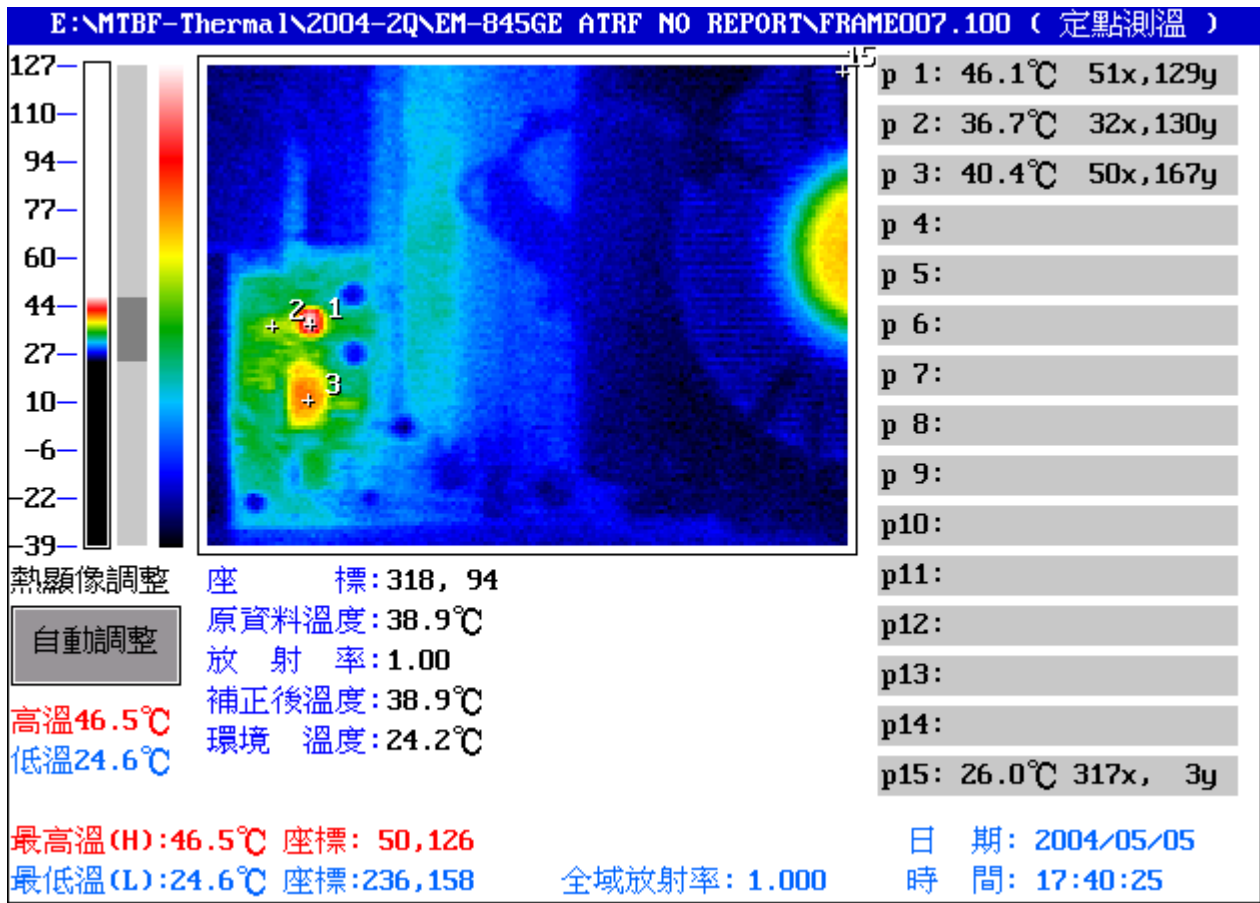 E:\MTBF-Thermal\2004-2Q\EM-845GE ATRF NO REPORT\FRAME007.100 ( 定點測溫 )
127
110
94
77
60
44
27
10
-6
-22
-39
15
2 1
3
p 1: 46.1℃ 51x,129y
p 2: 36.7℃ 32x,130y
p 3: 40.4℃ 50x,167y
p 4:
p 5:
p 6:
p 7:
p 8:
p 9:
p10:
p11:
p12:
p13:
p14:
p15: 26.0℃ 317x, 3y
熱顯像調整
自動調整
高溫46.5℃
低溫24.6℃
座 標:318, 94
原資料溫度:38.9℃
放 射 率:1.00
補正後溫度:38.9℃
環境 溫度:24.2℃
最高溫(H):46.5℃ 座標: 50,126
最低溫(L):24.6℃ 座標:236,158
全域放射率: 1.000
日 期: 2004/05/05
時 間: 17:40:25